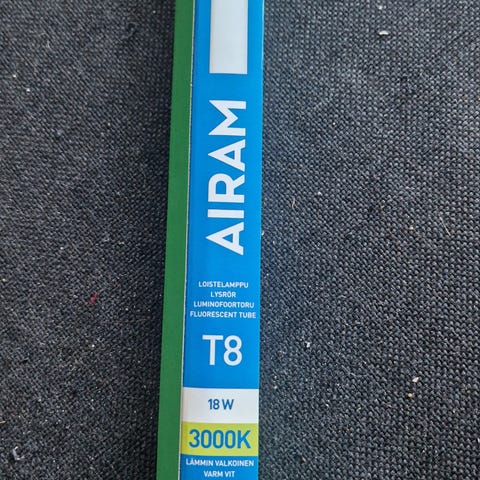 AIRAM
LOISTELAMPPU
LYSRÖR
LUMINOFOORTORU
FLUORESCENT TUBE
T8
18 W
3000K
LÄMMIN VALKOINEN
VARM VIT